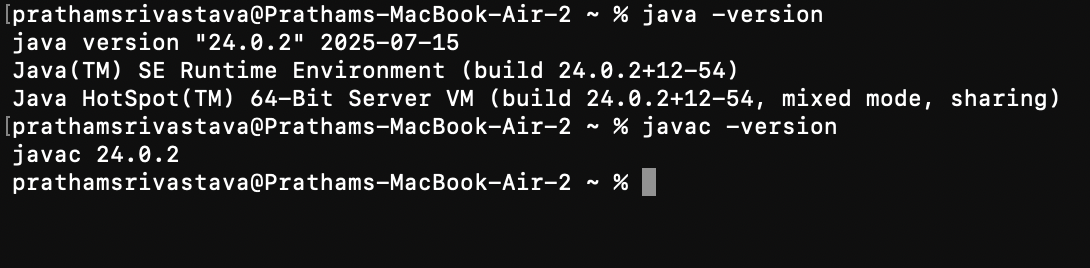 [prathamsrivastava@Prathams-MacBook-Air-2 ~ % java -version
java version "24.0.2" 2025-07-15
Java(TM) SE Runtime Environment (build 24.0.2+12-54)
Java HotSpot(TM) 64-Bit Server VM (build 24.0.2+12-54, mixed mode, sharing)
[prathamsrivastava@Prathams-MacBook-Air-2 ~ % javac -version
javac 24.0.2
prathamsrivastava@Prathams-MacBook-Air-2 ~ %